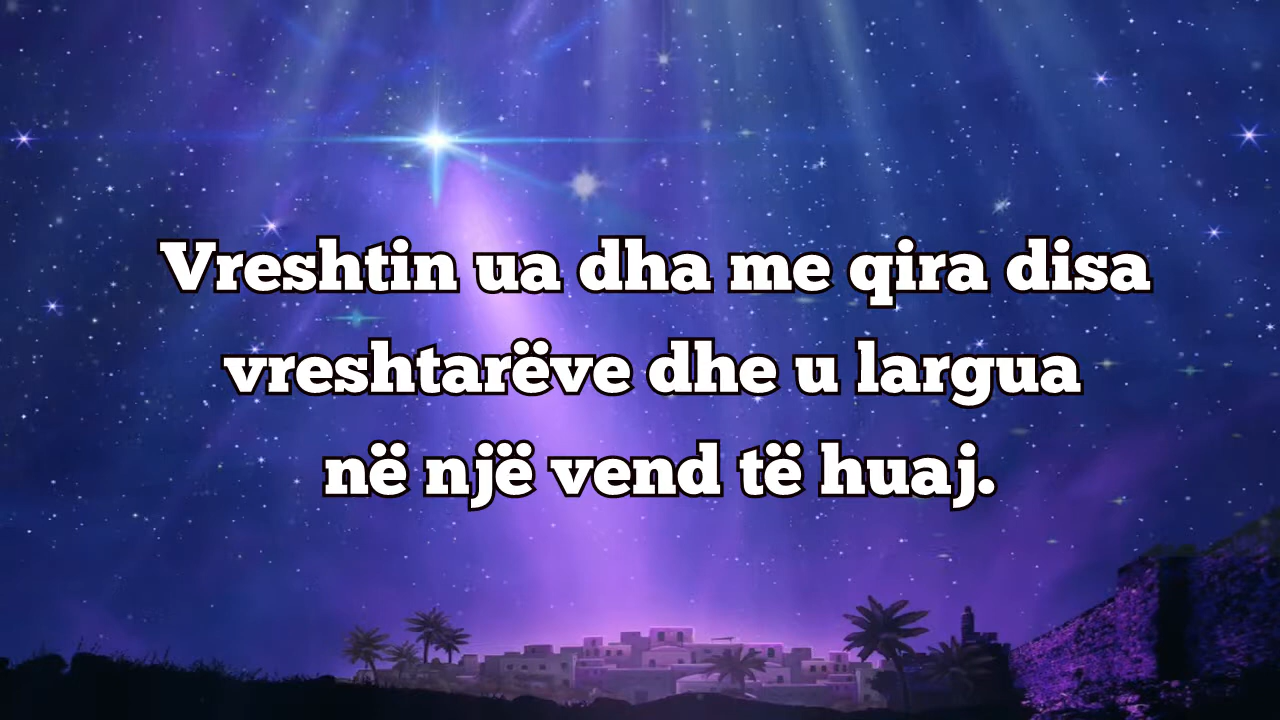 Vreshtin ua dha me qira disa
vreshtarëve dhe u largua
në një vend të huaj.